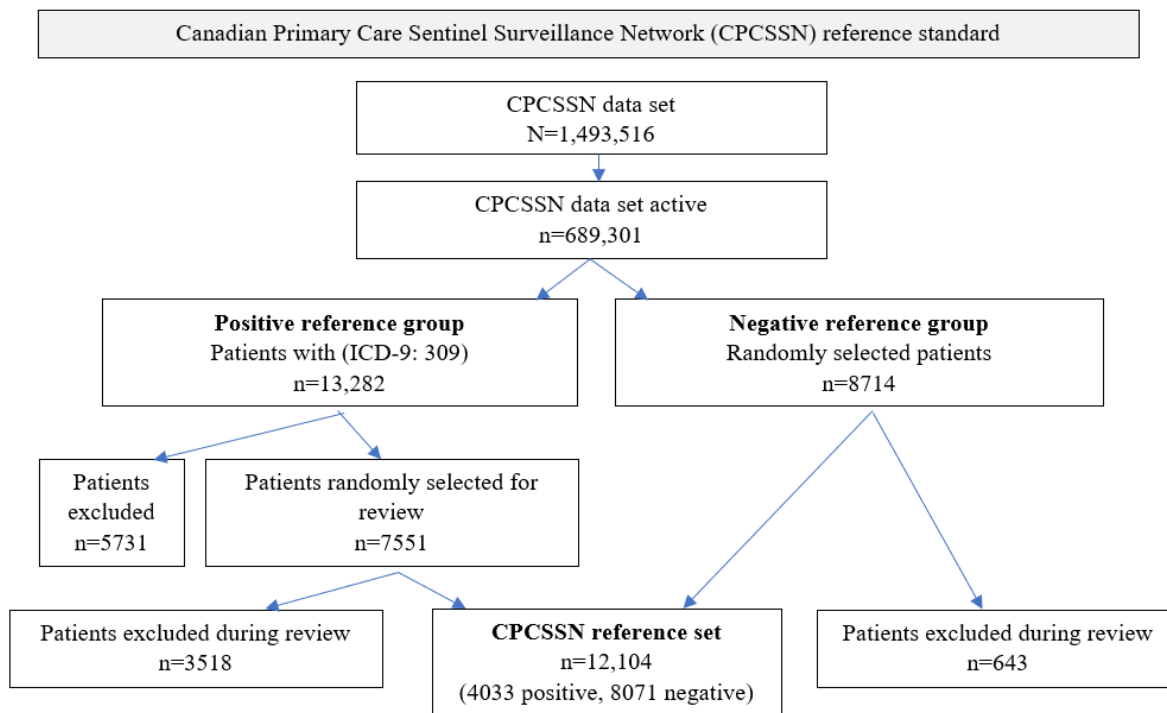 Canadian Primary Care Sentinel Surveillance Network (CPCSSN) reference standard
CPCSSN data set
N=1,493,516
CPCSSN data set active
n=689,301
Positive reference group
Patients with (ICD-9: 309)
n=13,282
Negative reference group
Randomly selected patients
n=8714
Patients
excluded
n=5731
Patients randomly selected for
review
n=7551
Patients excluded during review
n=3518
CPCSSN reference set
n=12,104
(4033 positive, 8071 negative)
Patients excluded during review
n=643